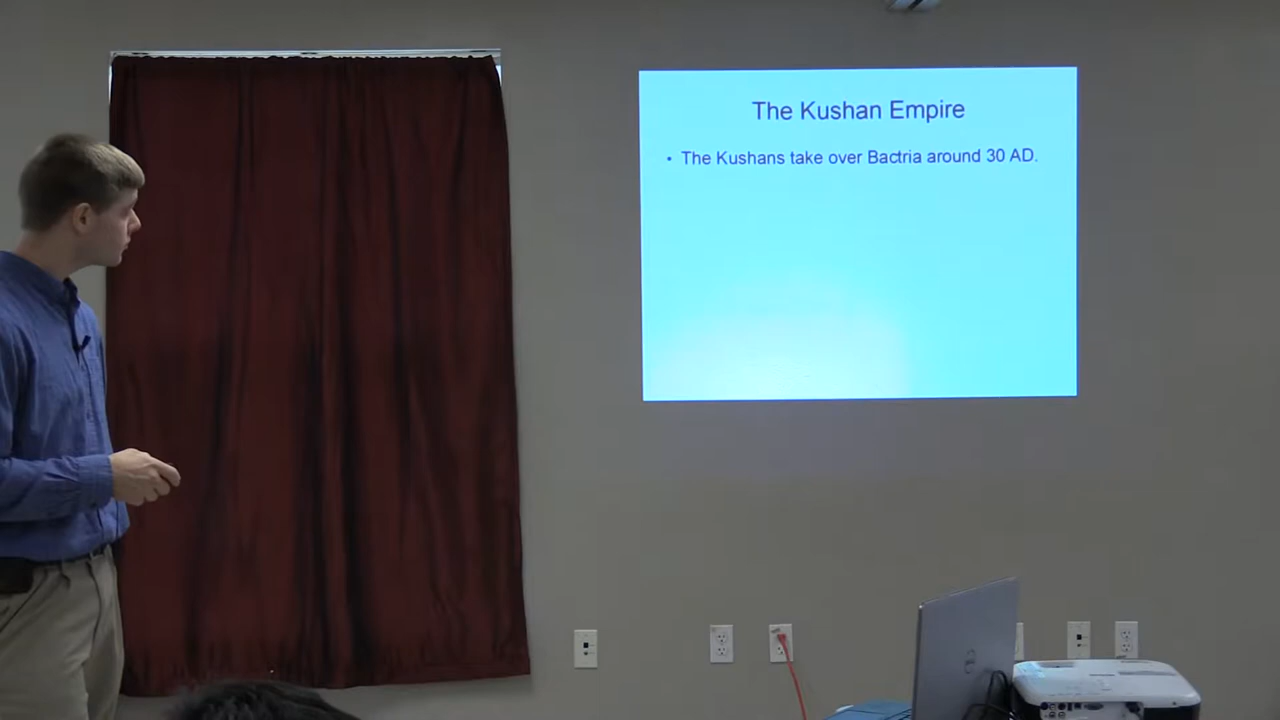 The Kushan Empire
• The Kushans take over Bactria around 30 AD.